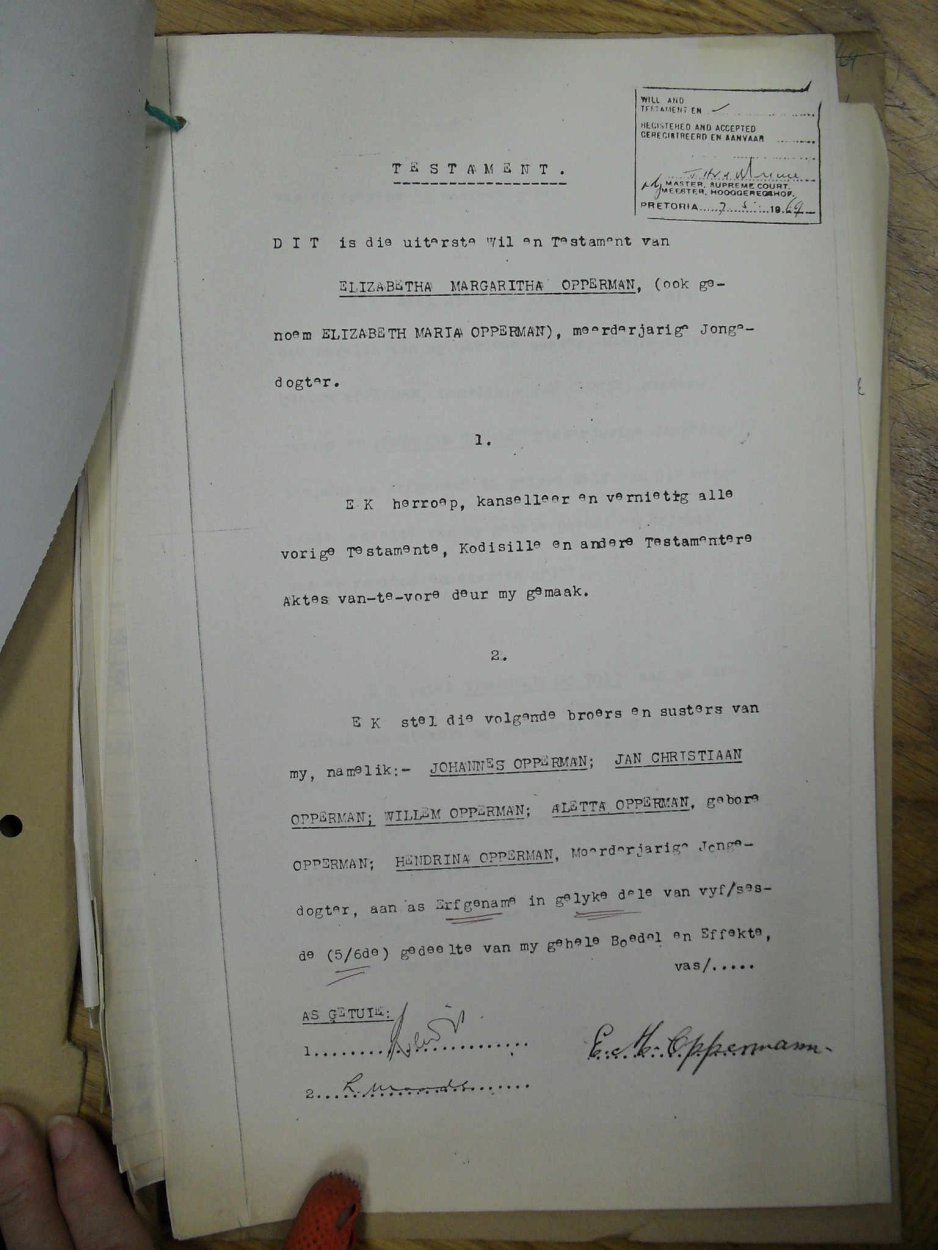 WILL AND
TESTAMENT EN
REGISTERED AND ACCEPTED
GEREGISTREERD EN AANVAAR
MASTER, SUPREME COURT.
MEESTER, HOOGGEREGSHOF.
PRETORIA.....7...5...1969
T E S T A M E N T .
D I T is die uiterste Wil en Testament van
ELIZABETHA MARGARITHA OPPERMAN, (ook ge-
noem ELIZABETH MARIA OPPERMAN), meerderjarige Jonge-
dogter.
1.
E K herroep, kanselleer en vernietig alle
vorige Testamente, Kodisille en andere Testamentere
Aktes van-te-vore deur my gemaak.
2.
E K stel die volgende broers en susters van
my, namelik:- JOHANNES OPPERMAN; JAN CHRISTIAAN
OPPERMAN; WILLEM OPPERMAN; ALETTA OPPERMAN, gebore
OPPERMAN; HENDRINA OPPERMAN, Meerderjarige Jonge-
dogter, aan as Erfgename in gelyke dele van vyf/ses-
de (5/6de) gedeelte van my gehele Boedel en Effekte,
vas/.....
AS GETUIE:
1.
E. M. Oppermann.
2.